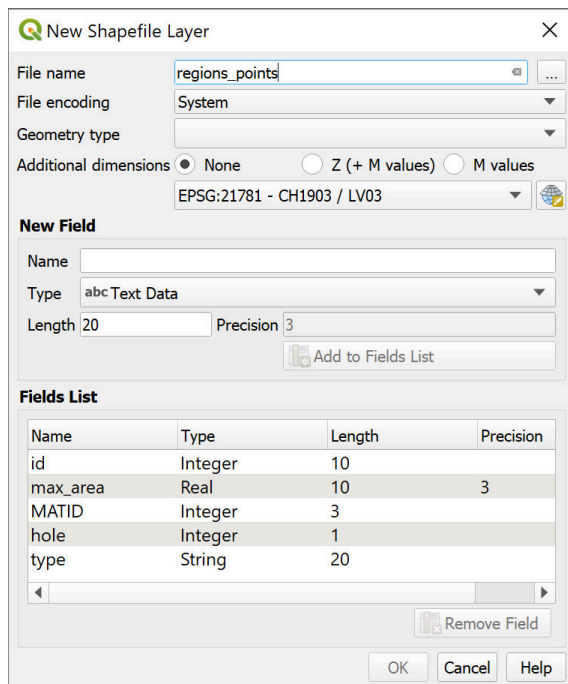 New Shapefile Layer
File name regions_points ...
File encoding System
Geometry type
Additional dimensions None Z (+ M values) M values
EPSG:21781 - CH1903 / LV03
New Field
Name
Type abc Text Data
Length 20 Precision 3
Add to Fields List
Fields List
Name Type Length Precision
id Integer 10
max_area Real 10 3
MATID Integer 3
hole Integer 1
type String 20
Remove Field
OK Cancel Help